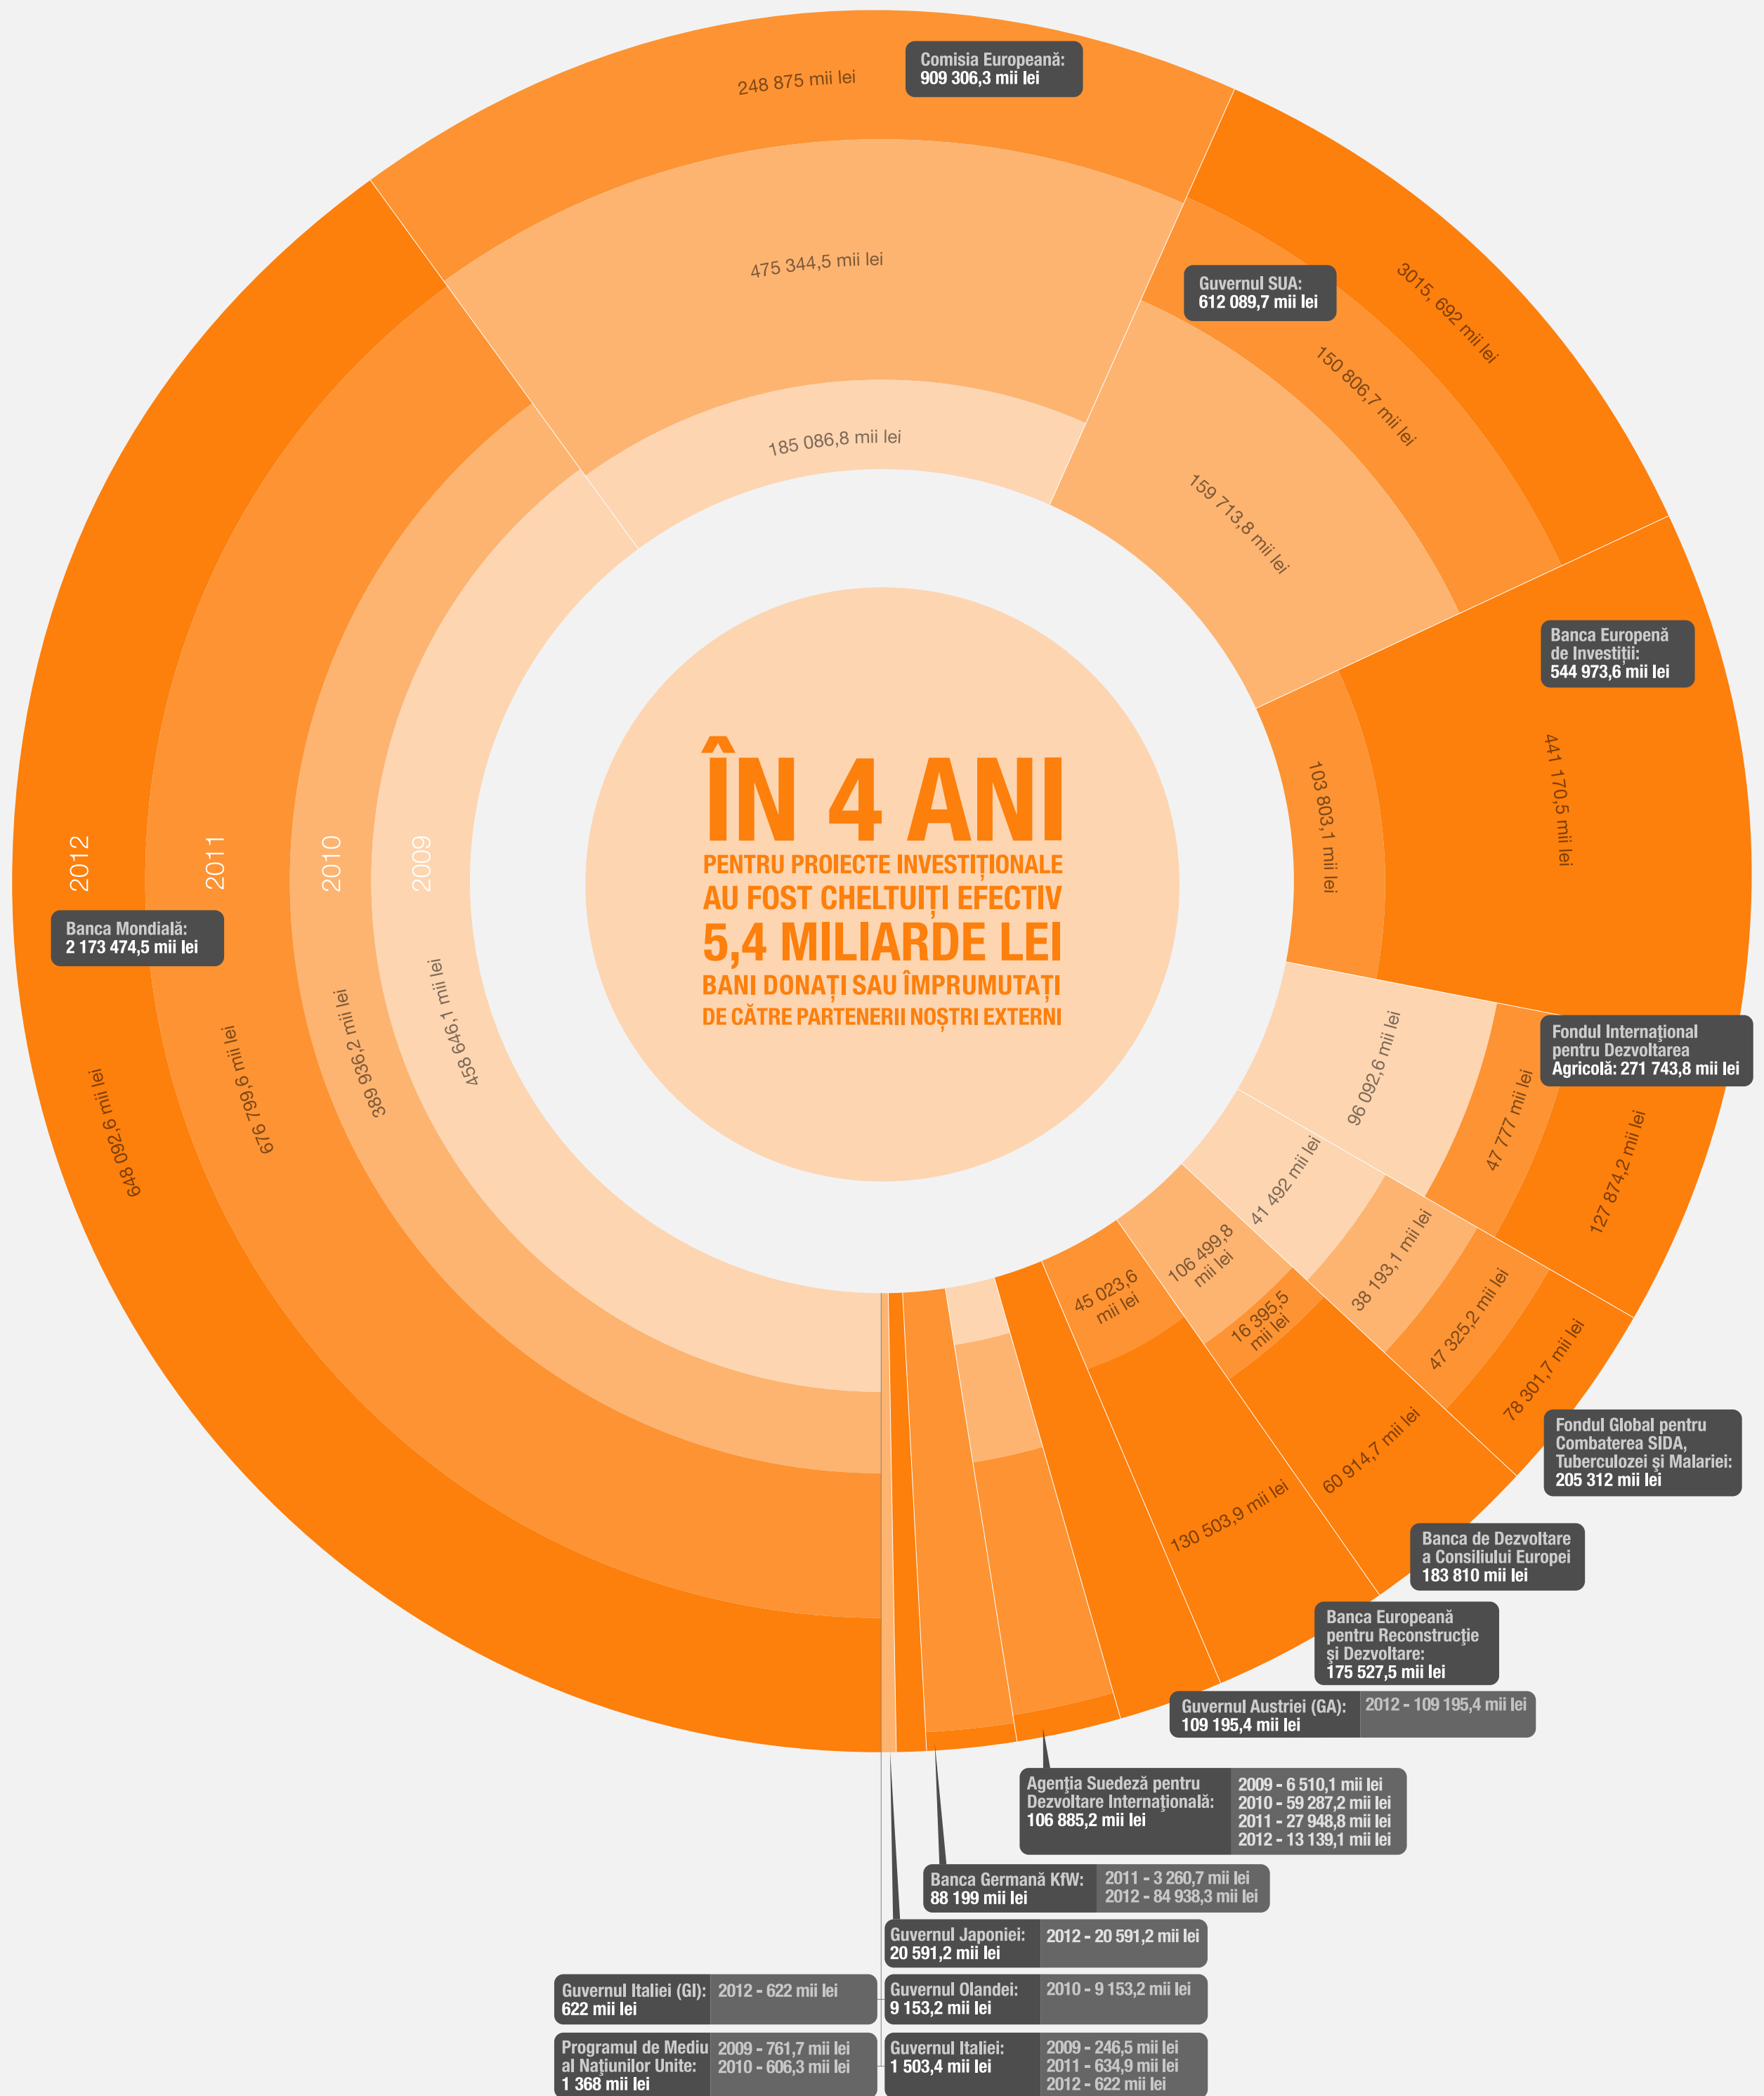 248 875 mii lei
Comisia Europeană:
909 306,3 mii lei
475 344,5 mii lei
185 086,8 mii lei
3015, 692 mii lei
Guvernul SUA:
612 089,7 mii lei
150 806,7 mii lei
159 713,8 mii lei
Banca Europenă
de Investiții:
544 973,6 mii lei
441 170,5 mii lei
103 803,1 mii lei
ÎN 4 ANI
PENTRU PROIECTE INVESTIȚIONALE
AU FOST CHELTUIȚI EFECTIV
5,4 MILIARDE LEI
BANI DONAȚI SAU ÎMPRUMUTAȚI
DE CĂTRE PARTENERII NOȘTRI EXTERNI
2012
2011
2010
2009
Banca Mondială:
2 173 474,5 mii lei
648 092,6 mii lei
676 799,6 mii lei
389 936,2 mii lei
458 646,1 mii lei
Fondul Internaţional
pentru Dezvoltarea
Agricolă: 271 743,8 mii lei
96 092,6 mii lei
47 777 mii lei
127 874,2 mii lei
41 492 mii lei
38 193,1 mii lei
47 325,2 mii lei
78 301,7 mii lei
Fondul Global pentru
Combaterea SIDA,
Tuberculozei şi Malariei:
205 312 mii lei
106 499,8
mii lei
16 395,5
mii lei
60 914,7 mii lei
Banca de Dezvoltare
a Consiliului Europei
183 810 mii lei
45 023,6
mii lei
130 503,9 mii lei
Banca Europeană
pentru Reconstrucţie
şi Dezvoltare:
175 527,5 mii lei
Guvernul Austriei (GA):
109 195,4 mii lei
2012 - 109 195,4 mii lei
Agenţia Suedeză pentru
Dezvoltare Internaţională:
106 885,2 mii lei
2009 - 6 510,1 mii lei
2010 - 59 287,2 mii lei
2011 - 27 948,8 mii lei
2012 - 13 139,1 mii lei
Banca Germană KfW:
88 199 mii lei
2011 - 3 260,7 mii lei
2012 - 84 938,3 mii lei
Guvernul Japoniei:
20 591,2 mii lei
2012 - 20 591,2 mii lei
Guvernul Italiei (GI):
622 mii lei
2012 - 622 mii lei
Guvernul Olandei:
9 153,2 mii lei
2010 - 9 153,2 mii lei
Programul de Mediu
al Naţiunilor Unite:
1 368 mii lei
2009 - 761,7 mii lei
2010 - 606,3 mii lei
Guvernul Italiei:
1 503,4 mii lei
2009 - 246,5 mii lei
2011 - 634,9 mii lei
2012 - 622 mii lei